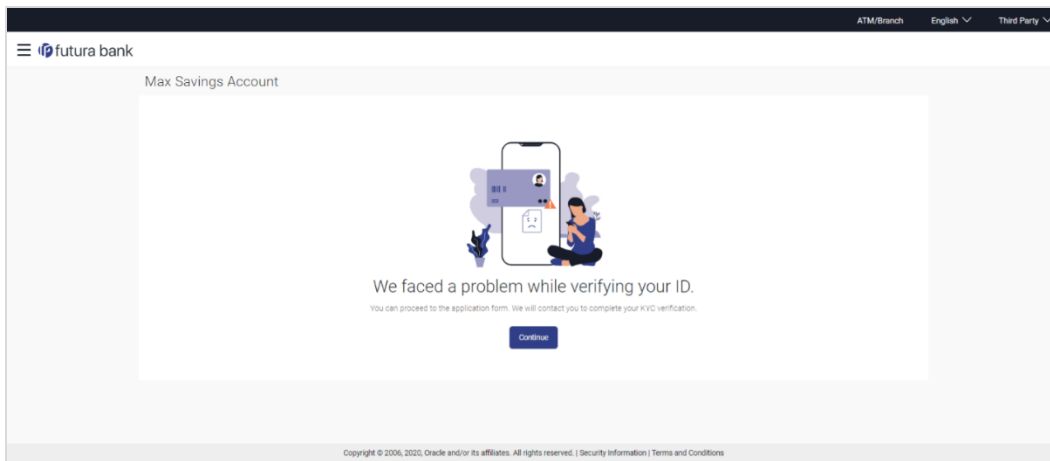 ATM/Branch English Third Party
futura bank
Max Savings Account
We faced a problem while verifying your ID.
You can proceed to the application form. We will contact you to complete your KYC verification.
Continue
Copyright © 2006, 2020, Oracle and/or its affiliates. All rights reserved. | Security Information | Terms and Conditions